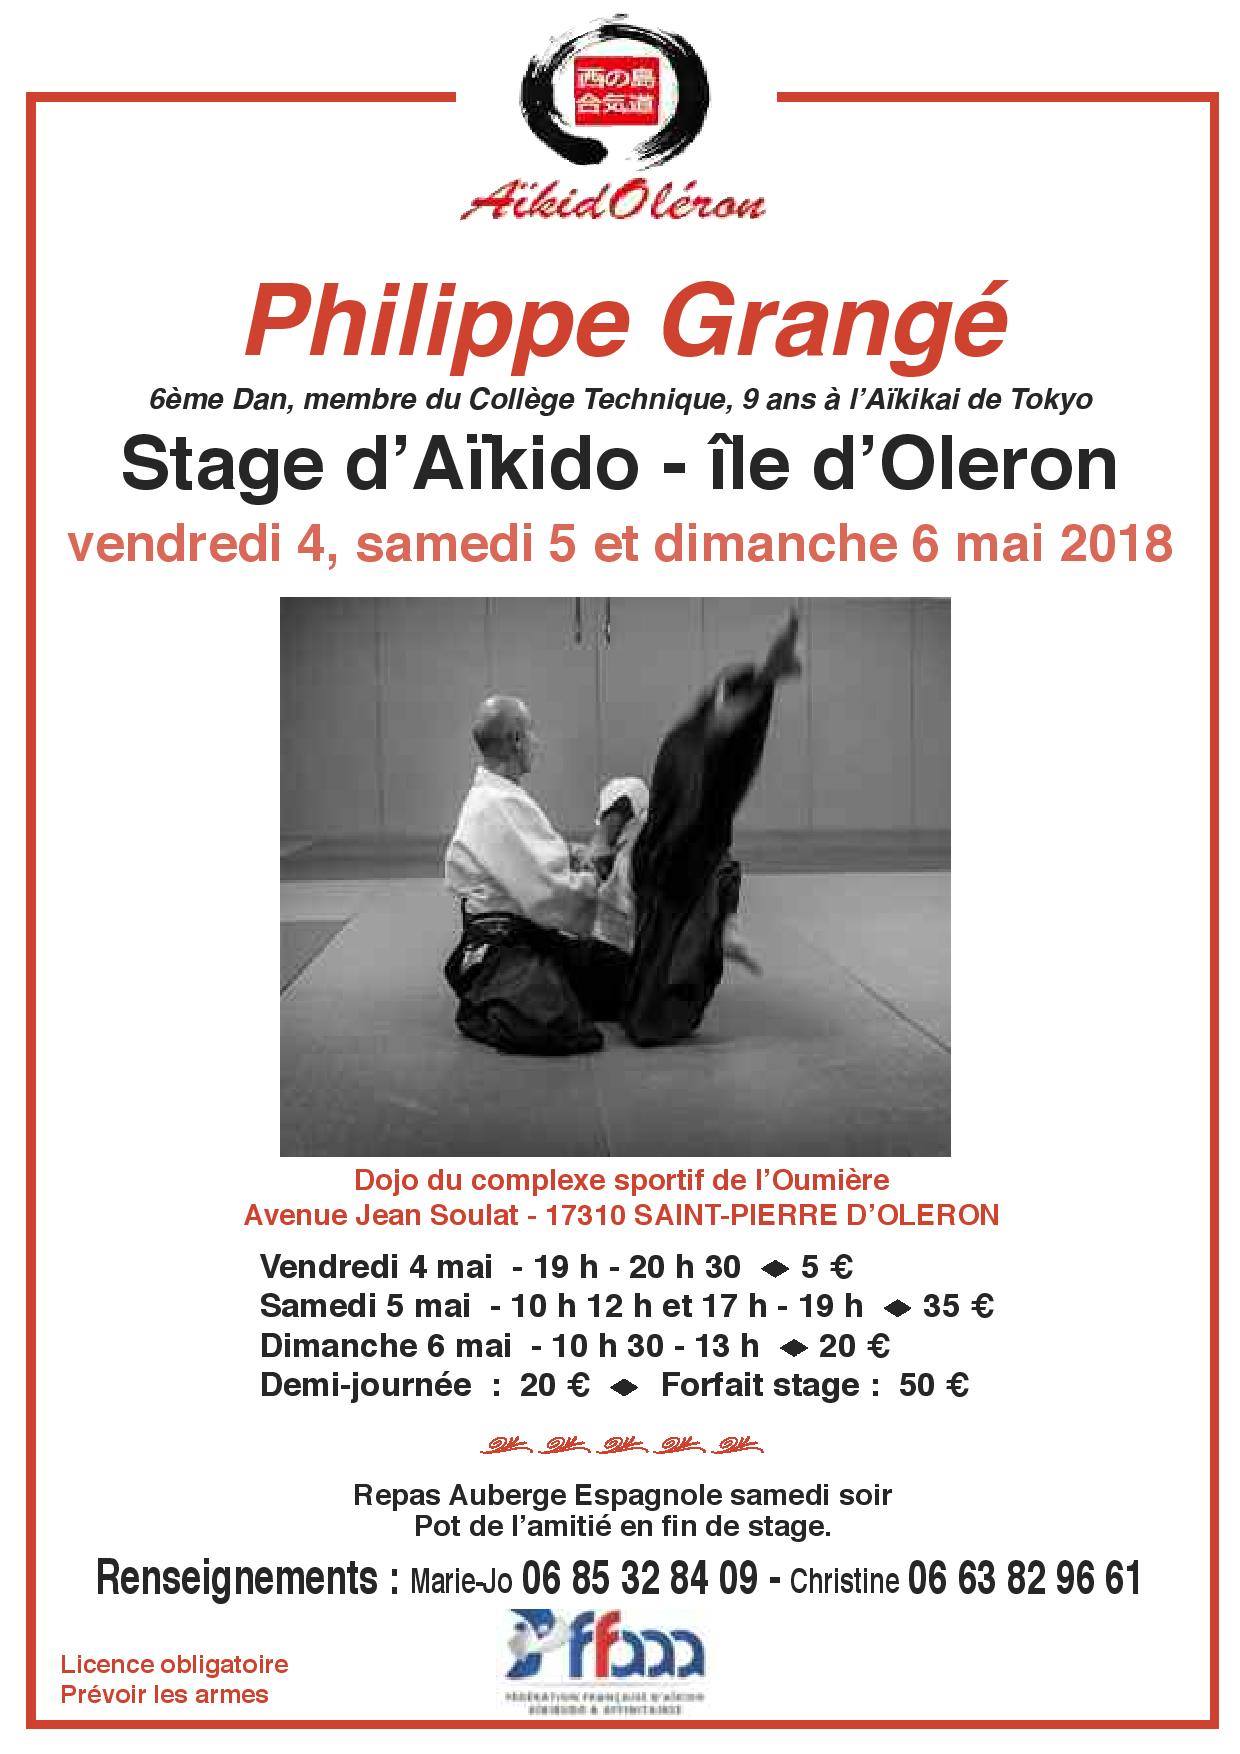 西の島
合気道
AïkidOléron
Philippe Grangé
6ème Dan, membre du Collège Technique, 9 ans à l’Aïkikai de Tokyo
Stage d’Aïkido - île d’Oleron
vendredi 4, samedi 5 et dimanche 6 mai 2018
Dojo du complexe sportif de l’Oumière
Avenue Jean Soulat - 17310 SAINT-PIERRE D’OLERON
Vendredi 4 mai - 19 h - 20 h 30 ◆ 5 €
Samedi 5 mai - 10 h 12 h et 17 h - 19 h ◆ 35 €
Dimanche 6 mai - 10 h 30 - 13 h ◆ 20 €
Demi-journée : 20 € ◆ Forfait stage : 50 €
Repas Auberge Espagnole samedi soir
Pot de l’amitié en fin de stage.
Renseignements : Marie-Jo 06 85 32 84 09 - Christine 06 63 82 96 61
ffaaa
FÉDÉRATION FRANÇAISE D’AÏKIDO
AÏKIBUDO & AFFINITAIRES
Licence obligatoire
Prévoir les armes